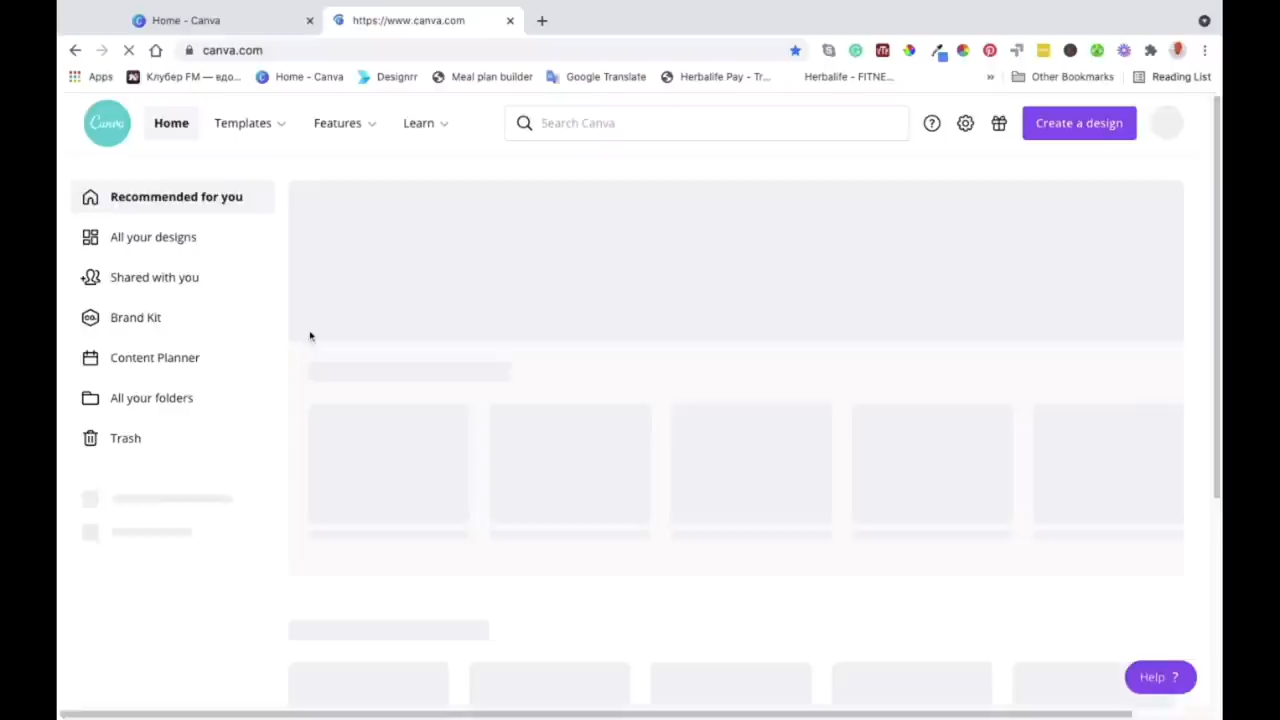 Home - Canva
https://www.canva.com
canva.com
Apps
Клубер FM — вдо...
Home - Canva
Designrr
Meal plan builder
Google Translate
Herbalife Pay - Tr...
Herbalife - FITNE...
»
Other Bookmarks
Reading List
Canva
Home
Templates
Features
Learn
Search Canva
?
Create a design
Recommended for you
All your designs
Shared with you
Brand Kit
Content Planner
All your folders
Trash
Help ?